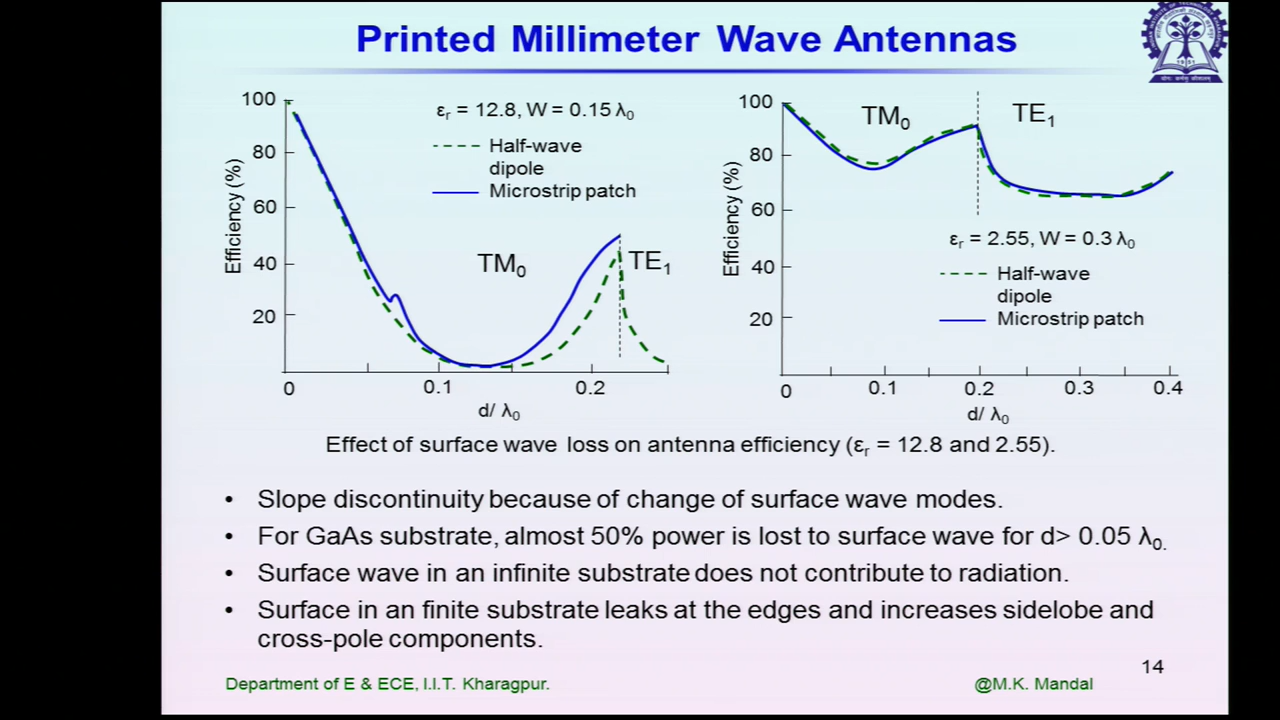 Printed Millimeter Wave Antennas
100
80
60
40
20
Efficiency (%)
εr = 12.8, W = 0.15 λ0
Half-wave
dipole
Microstrip patch
TM0
TE1
0
0.1
0.2
d/ λ0
100
80
60
40
20
Efficiency (%)
TM0
TE1
εr = 2.55, W = 0.3 λ0
Half-wave
dipole
Microstrip patch
0
0.1
0.2
0.3
0.4
d/ λ0
Effect of surface wave loss on antenna efficiency (εr = 12.8 and 2.55).
• Slope discontinuity because of change of surface wave modes.
• For GaAs substrate, almost 50% power is lost to surface wave for d> 0.05 λ0.
• Surface wave in an infinite substrate does not contribute to radiation.
• Surface in an finite substrate leaks at the edges and increases sidelobe and
cross-pole components.
14
Department of E & ECE, I.I.T. Kharagpur.
@M.K. Mandal